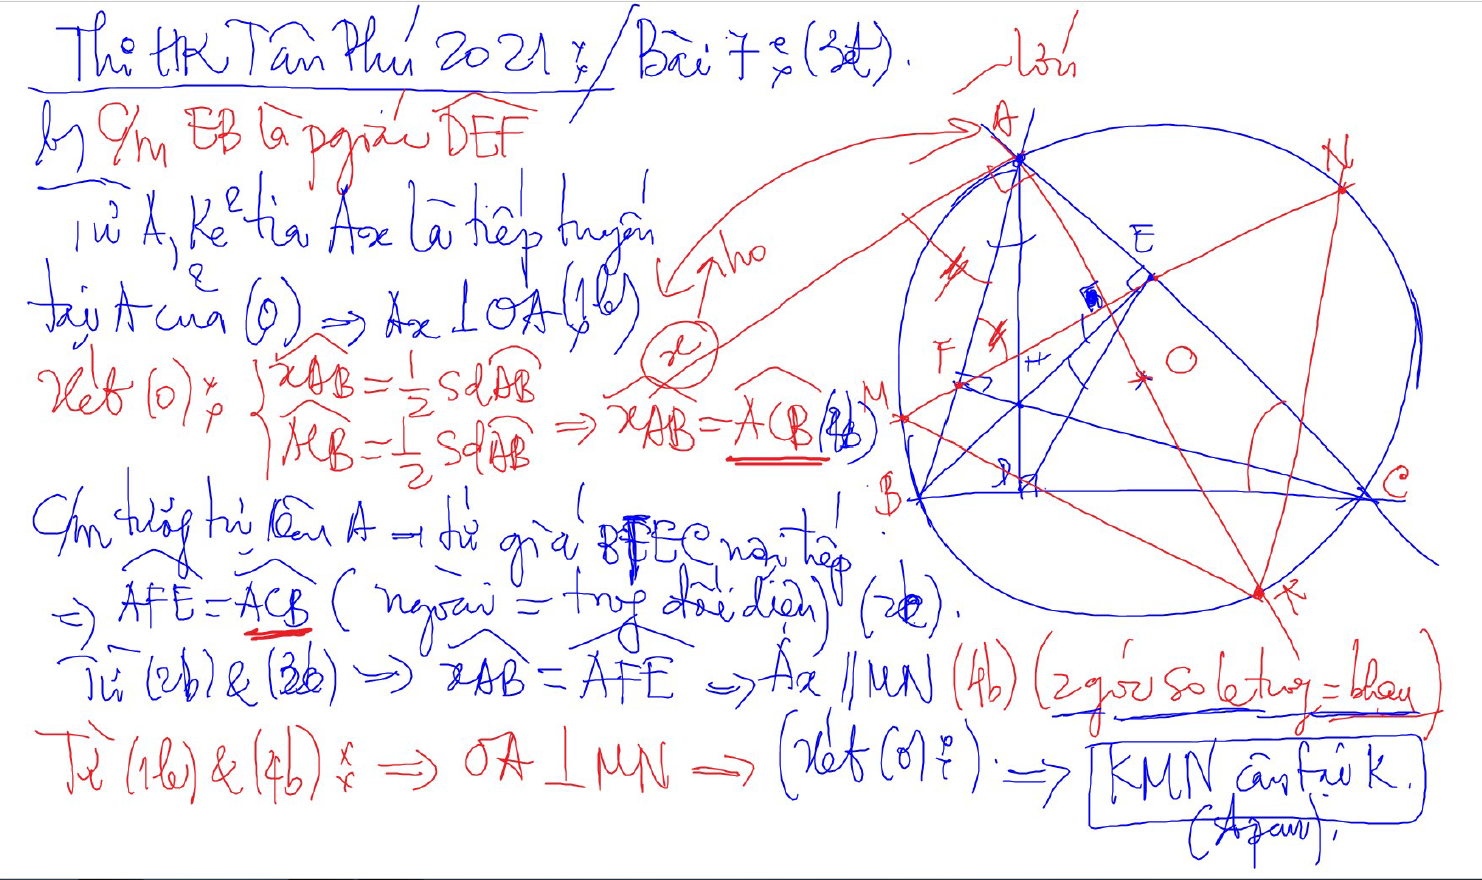 Thi HK Tân Phú 2021 : / Bài 7 : (3đ).
b) C/m EB là pgiác DEF
Từ A, Kẻ tia Ax là tiếp tuyến
tại A của (O) => Ax ⊥ OA (1b)
Xét (O) : { xAB = 1/2 Sđ AB
ACB = 1/2 Sđ AB => xAB = ACB (2b)
C/m tương tự câu A → tứ giác BFEC nội tiếp
=> AFE = ACB (ngoài = trong đối diện) (3b).
Từ (2b) & (3b) => xAB = AFE => Ax // MN (4b) (2 góc so le trong = nhau)
Từ (1b) & (4b) : => OA ⊥ MN => (Xét (O) :). => KMN cân tại K.
lớn
nhỏ
x
A
N
E
F
H
O
M
B
D
C
K